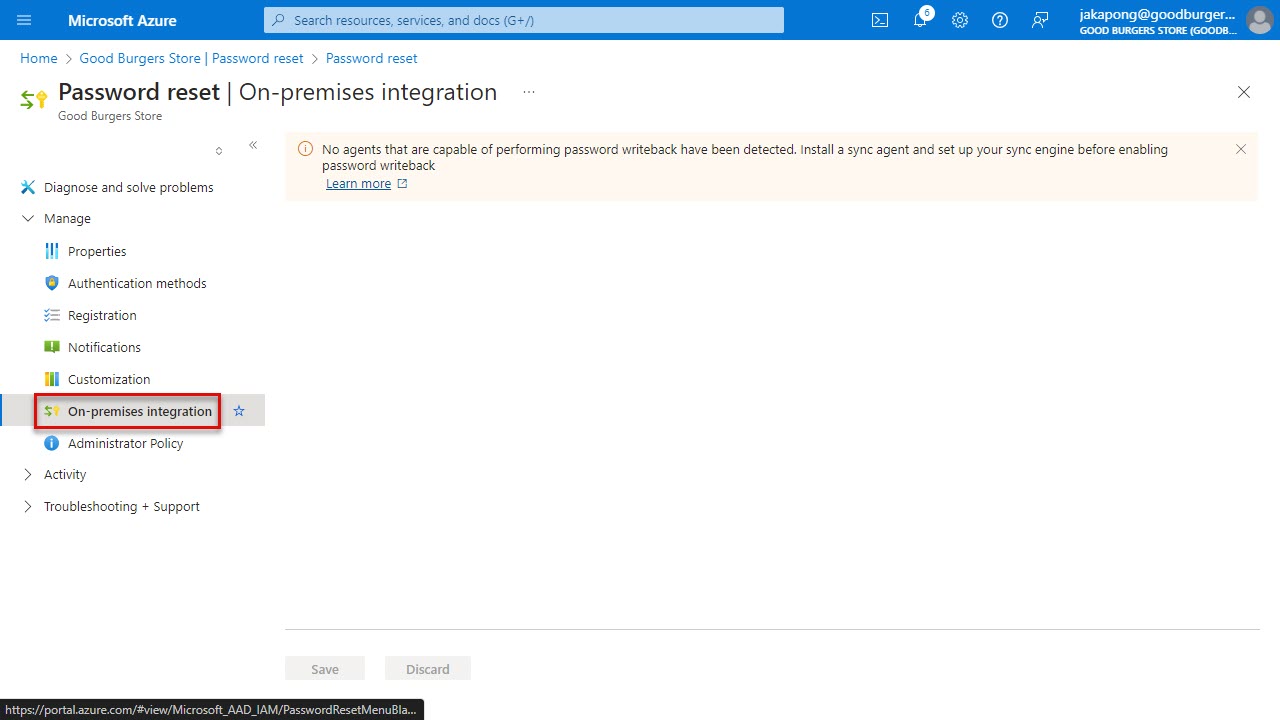 Microsoft Azure
Search resources, services, and docs (G+/)
6
jakapong@goodburger...
GOOD BURGERS STORE (GOODB...
Home > Good Burgers Store | Password reset > Password reset
Password reset | On-premises integration ...
Good Burgers Store
No agents that are capable of performing password writeback have been detected. Install a sync agent and set up your sync engine before enabling
password writeback
Learn more
Diagnose and solve problems
Manage
Properties
Authentication methods
Registration
Notifications
Customization
On-premises integration
Administrator Policy
Activity
Troubleshooting + Support
Save
Discard
https://portal.azure.com/#view/Microsoft_AAD_IAM/PasswordResetMenuBla...